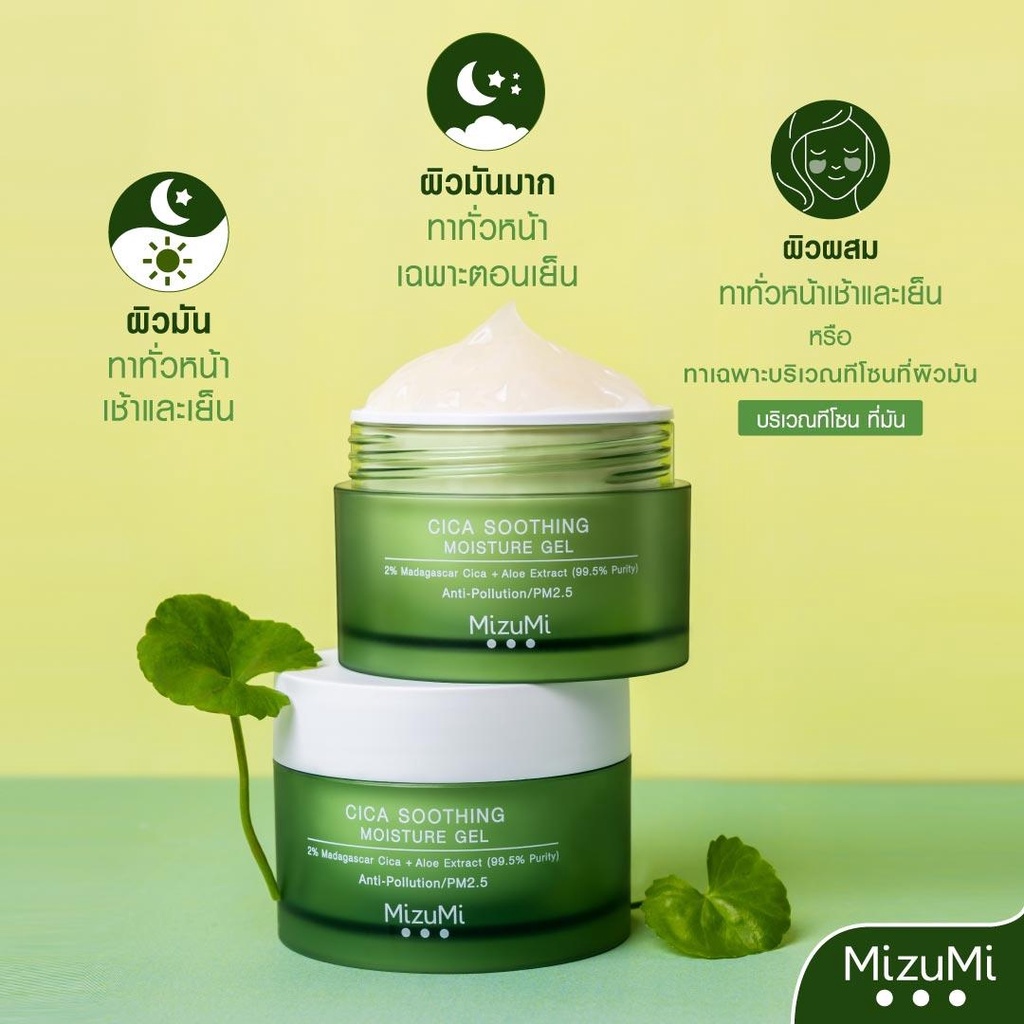 ผิวมัน
ทาทั่วหน้า
เช้าและเย็น
ผิวมันมาก
ทาทั่วหน้า
เฉพาะตอนเย็น
ผิวผสม
ทาทั่วหน้าเช้าและเย็น
หรือ
ทาเฉพาะบริเวณทีโซนที่ผิวมัน
บริเวณทีโซน ที่มัน
CICA SOOTHING
MOISTURE GEL
2% Madagascar Cica + Aloe Extract (99.5% Purity)
Anti-Pollution/PM2.5
MizuMi
CICA SOOTHING
MOISTURE GEL
2% Madagascar Cica + Aloe Extract (99.5% Purity)
Anti-Pollution/PM2.5
MizuMi
MizuMi